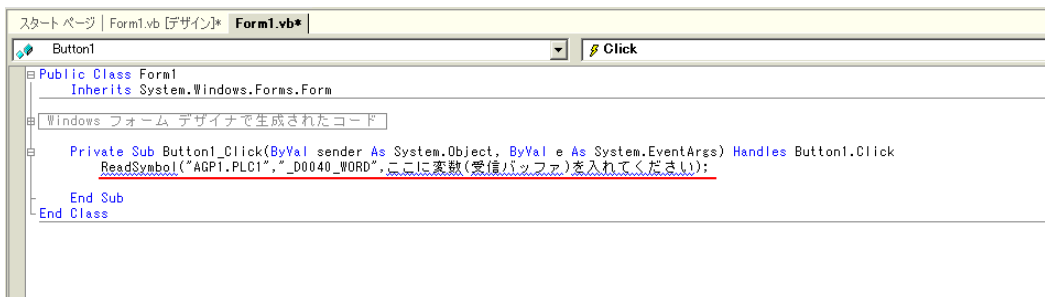 スタート ページ | Form1.vb [デザイン]* Form1.vb*
Button1 Click
Public Class Form1
Inherits System.Windows.Forms.Form
Windows フォーム デザイナで生成されたコード
Private Sub Button1_Click(ByVal sender As System.Object, ByVal e As System.EventArgs) Handles Button1.Click
ReadSymbol("AGP1.PLC1","_D0040_WORD",ここに変数(受信バッファ)を入れてください);
End Sub
End Class